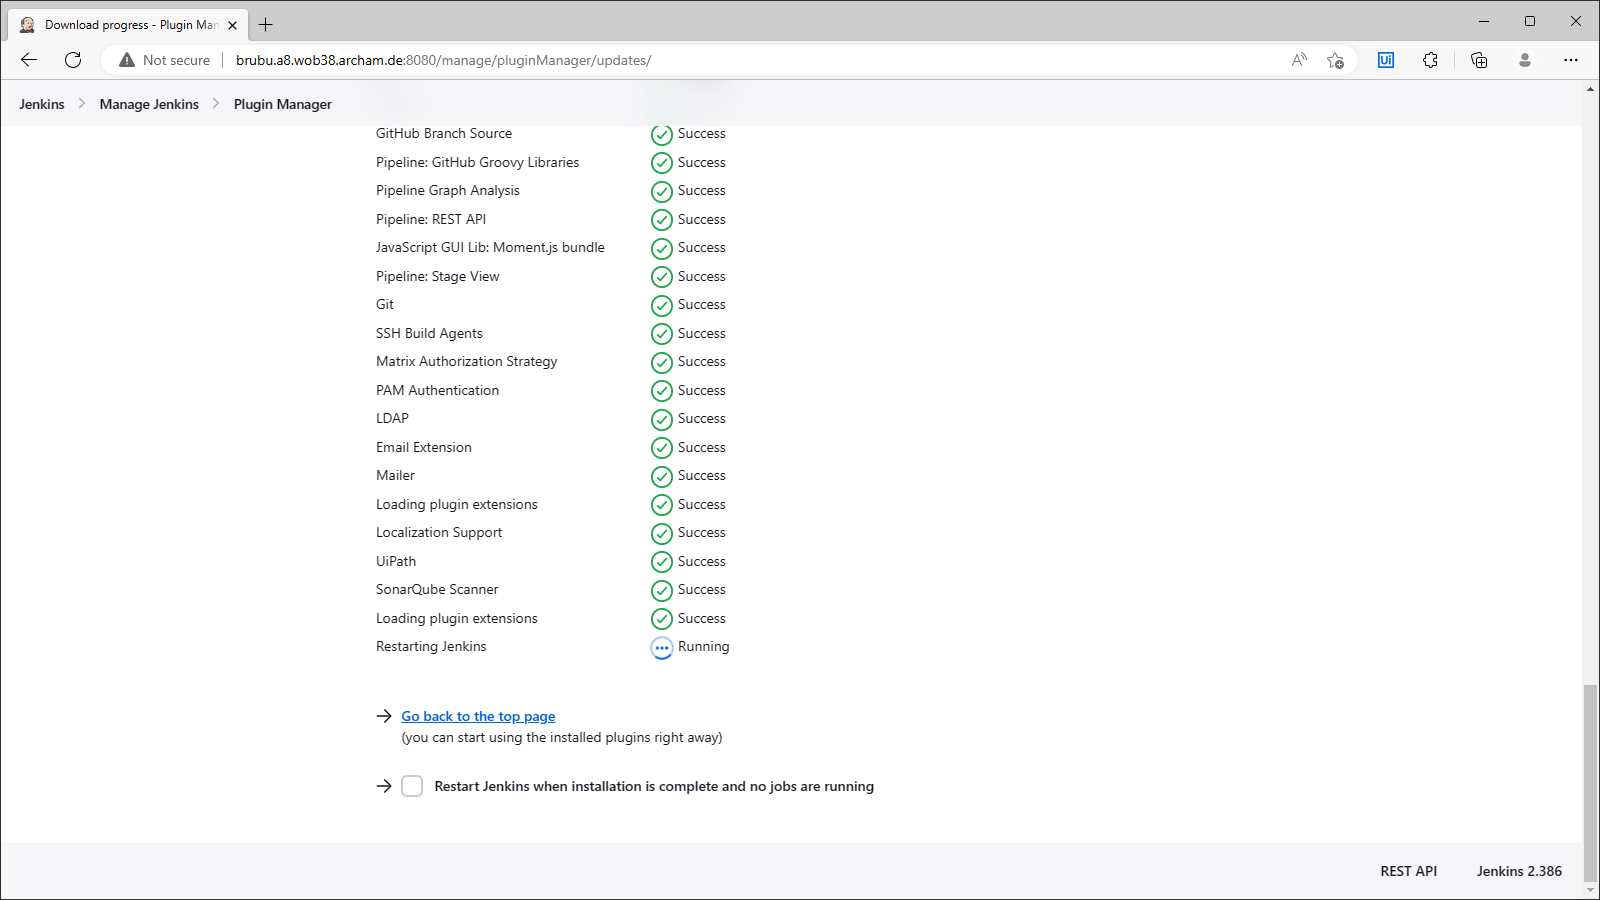 Download progress - Plugin Man
Not secure
brubu.a8.wob38.archam.de:8080/manage/pluginManager/updates/
Jenkins
Manage Jenkins
Plugin Manager
GitHub Branch Source Success
Pipeline: GitHub Groovy Libraries Success
Pipeline Graph Analysis Success
Pipeline: REST API Success
JavaScript GUI Lib: Moment.js bundle Success
Pipeline: Stage View Success
Git Success
SSH Build Agents Success
Matrix Authorization Strategy Success
PAM Authentication Success
LDAP Success
Email Extension Success
Mailer Success
Loading plugin extensions Success
Localization Support Success
UiPath Success
SonarQube Scanner Success
Loading plugin extensions Success
Restarting Jenkins Running
Go back to the top page
(you can start using the installed plugins right away)
Restart Jenkins when installation is complete and no jobs are running
REST API
Jenkins 2.386